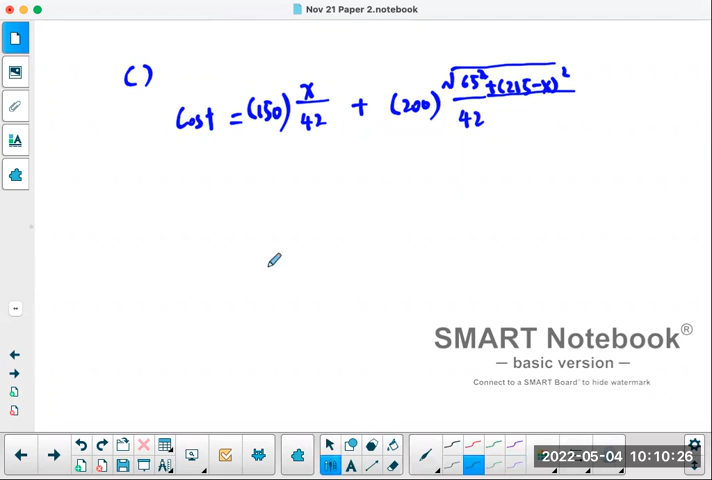 Nov 21 Paper 2.notebook
C)
Cost = (150) x/42 + (200) √65²+(215-x)²/42
SMART Notebook®
— basic version —
Connect to a SMART Board® to hide watermark
A
2022-05-04 10:10:26